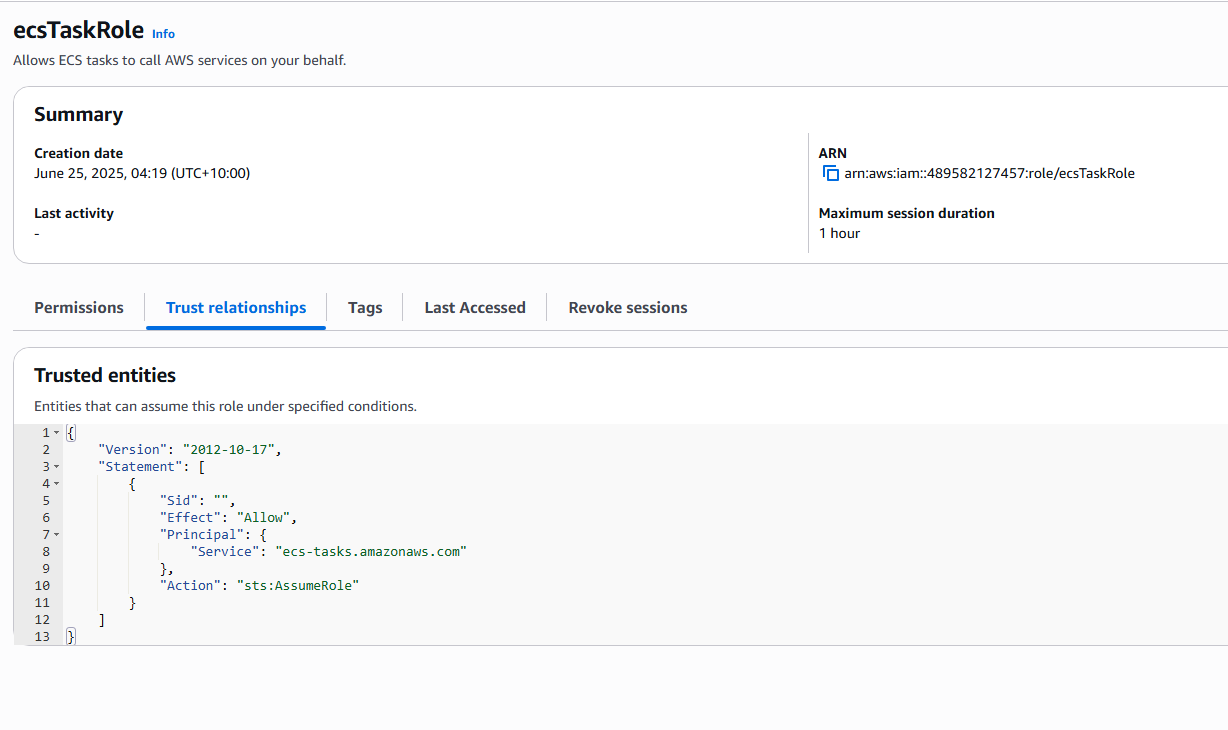 ecsTaskRole Info
Allows ECS tasks to call AWS services on your behalf.
Summary
Creation date
June 25, 2025, 04:19 (UTC+10:00)
ARN
arn:aws:iam::489582127457:role/ecsTaskRole
Last activity
-
Maximum session duration
1 hour
Permissions Trust relationships Tags Last Accessed Revoke sessions
Trusted entities
Entities that can assume this role under specified conditions.
1 {
2     "Version": "2012-10-17",
3     "Statement": [
4         {
5             "Sid": "",
6             "Effect": "Allow",
7             "Principal": {
8                 "Service": "ecs-tasks.amazonaws.com"
9             },
10             "Action": "sts:AssumeRole"
11         }
12     ]
13 }